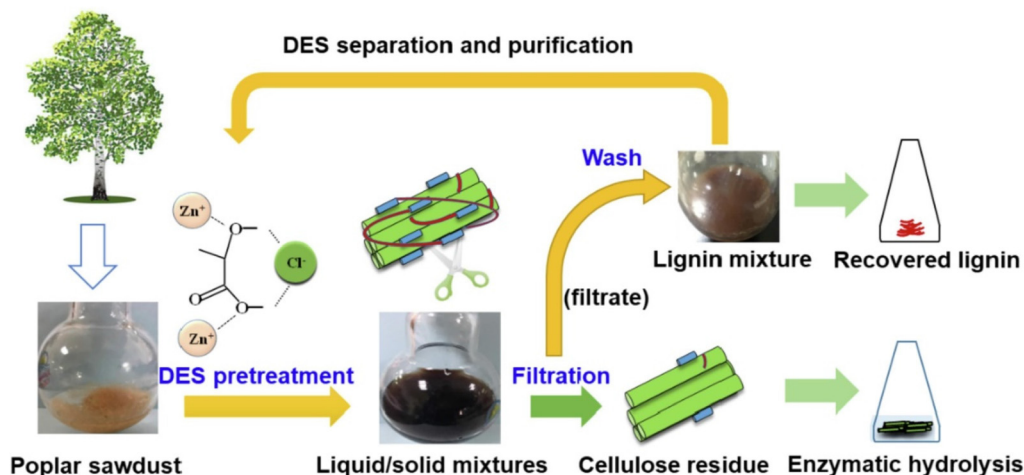 DES separation and purification
Zn⁺
O
Cl⁻
O
O
Zn⁺
Wash
Lignin mixture
Recovered lignin
(filtrate)
DES pretreatment
Filtration
Poplar sawdust
Liquid/solid mixtures
Cellulose residue
Enzymatic hydrolysis